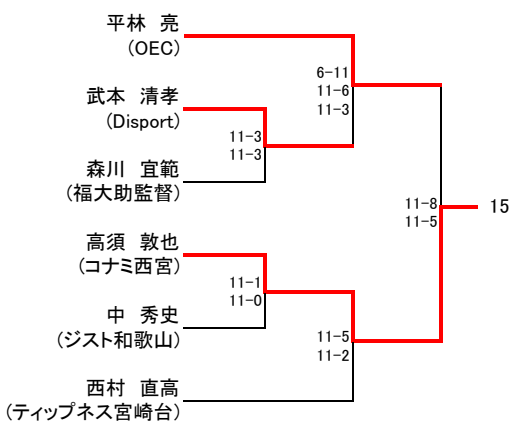 平林　亮
(OEC)
6-11
11-6
11-3
武本　清孝
(Disport)
11-3
11-3
森川　宜範
(福大助監督)
11-8
11-5
15
高須　敦也
(コナミ西宮)
11-1
11-0
中　秀史
(ジスト和歌山)
11-5
11-2
西村　直高
(ティップネス宮崎台)